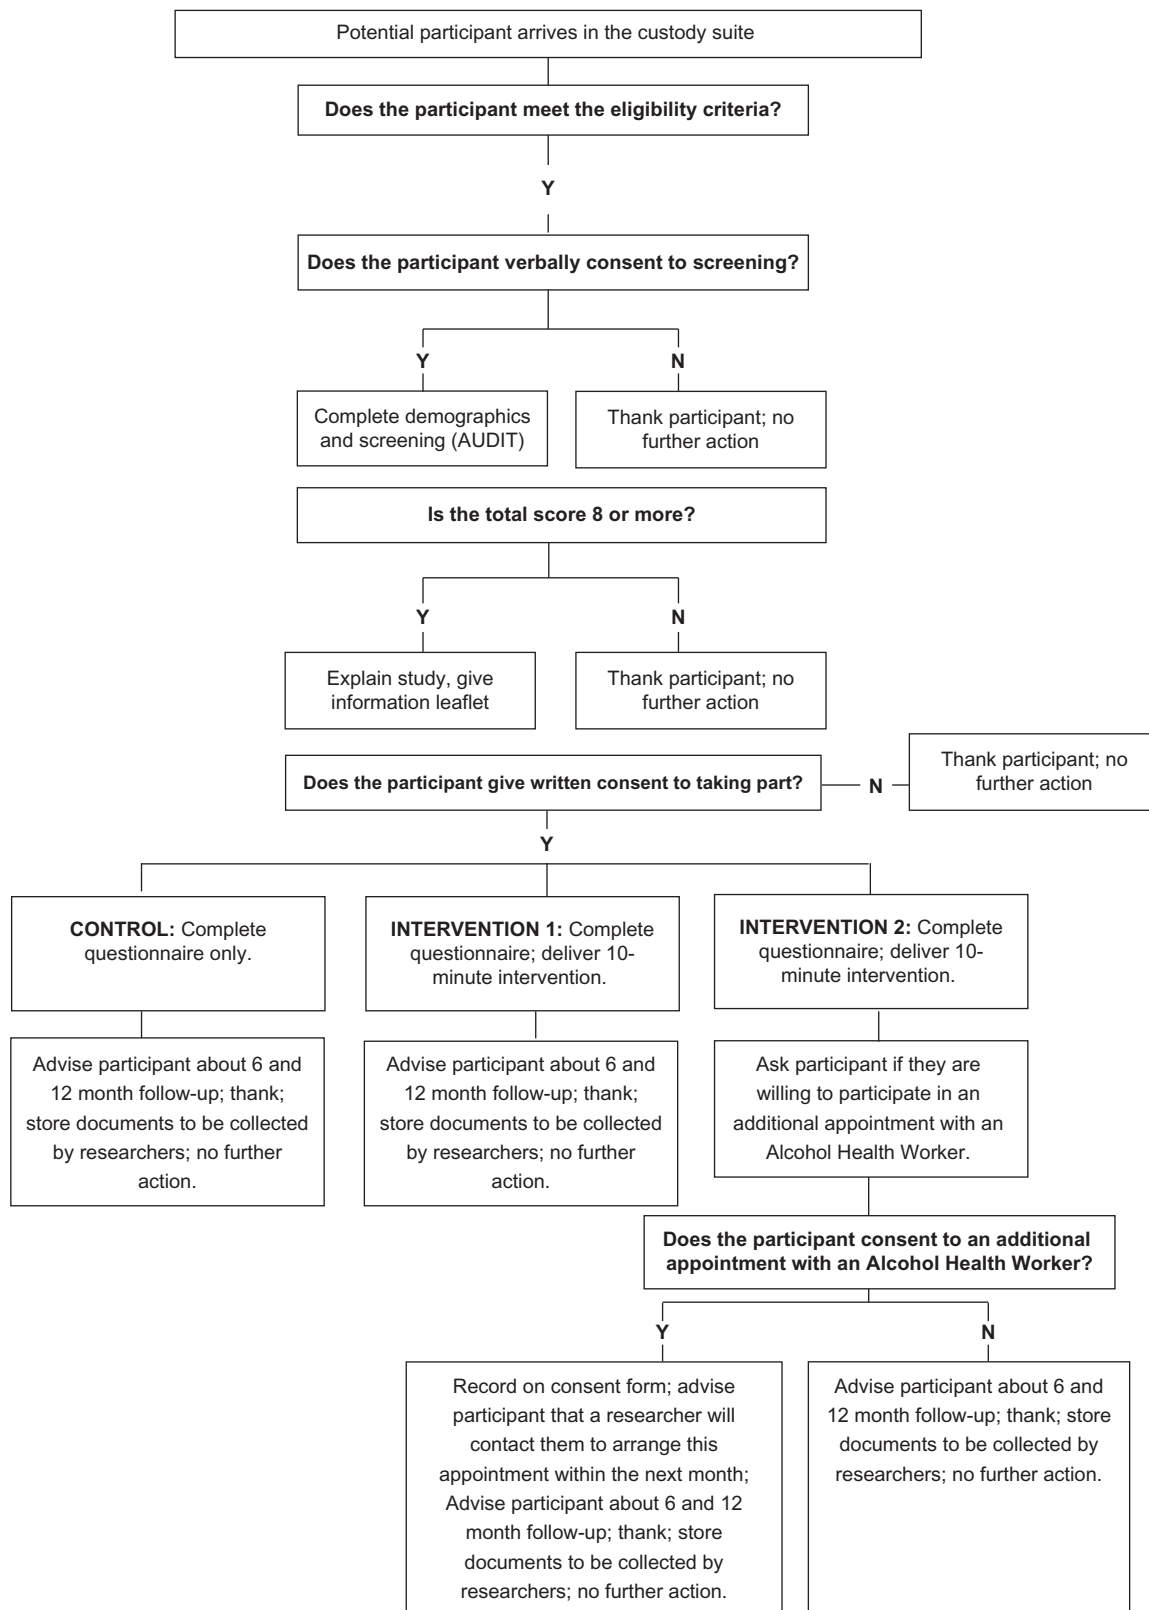 Potential participant arrives in the custody suite
Does the participant meet the eligibility criteria?
Y
Does the participant verbally consent to screening?
Y
N
Complete demographics
and screening (AUDIT)
Thank participant; no
further action
Is the total score 8 or more?
Y
N
Explain study, give
information leaflet
Thank participant; no
further action
Does the participant give written consent to taking part?
N
Thank participant; no
further action
Y
CONTROL: Complete
questionnaire only.
INTERVENTION 1: Complete
questionnaire; deliver 10-
minute intervention.
INTERVENTION 2: Complete
questionnaire; deliver 10-
minute intervention.
Advise participant about 6 and
12 month follow-up; thank;
store documents to be collected
by researchers; no further
action.
Advise participant about 6 and
12 month follow-up; thank;
store documents to be collected
by researchers; no further
action.
Ask participant if they are
willing to participate in an
additional appointment with an
Alcohol Health Worker.
Does the participant consent to an additional
appointment with an Alcohol Health Worker?
Y
N
Record on consent form; advise
participant that a researcher will
contact them to arrange this
appointment within the next month;
Advise participant about 6 and 12
month follow-up; thank; store
documents to be collected by
researchers; no further action.
Advise participant about 6 and
12 month follow-up; thank; store
documents to be collected by
researchers; no further action.